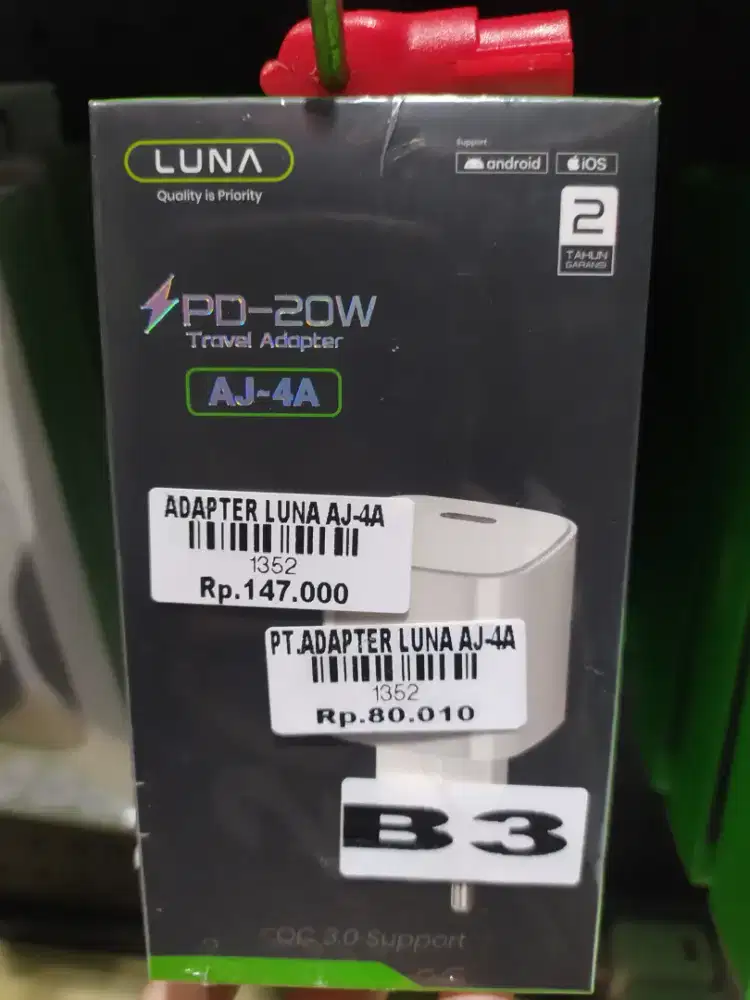 LUNA
Quality is Priority
Support
android iOS
2
TAHUN
GARANSI
PD-20W
Travel Adapter
AJ-4A
ADAPTER LUNA AJ-4A
1352
Rp.147.000
PT.ADAPTER LUNA AJ-4A
1352
Rp.80.010
B3
QC 3.0 Support